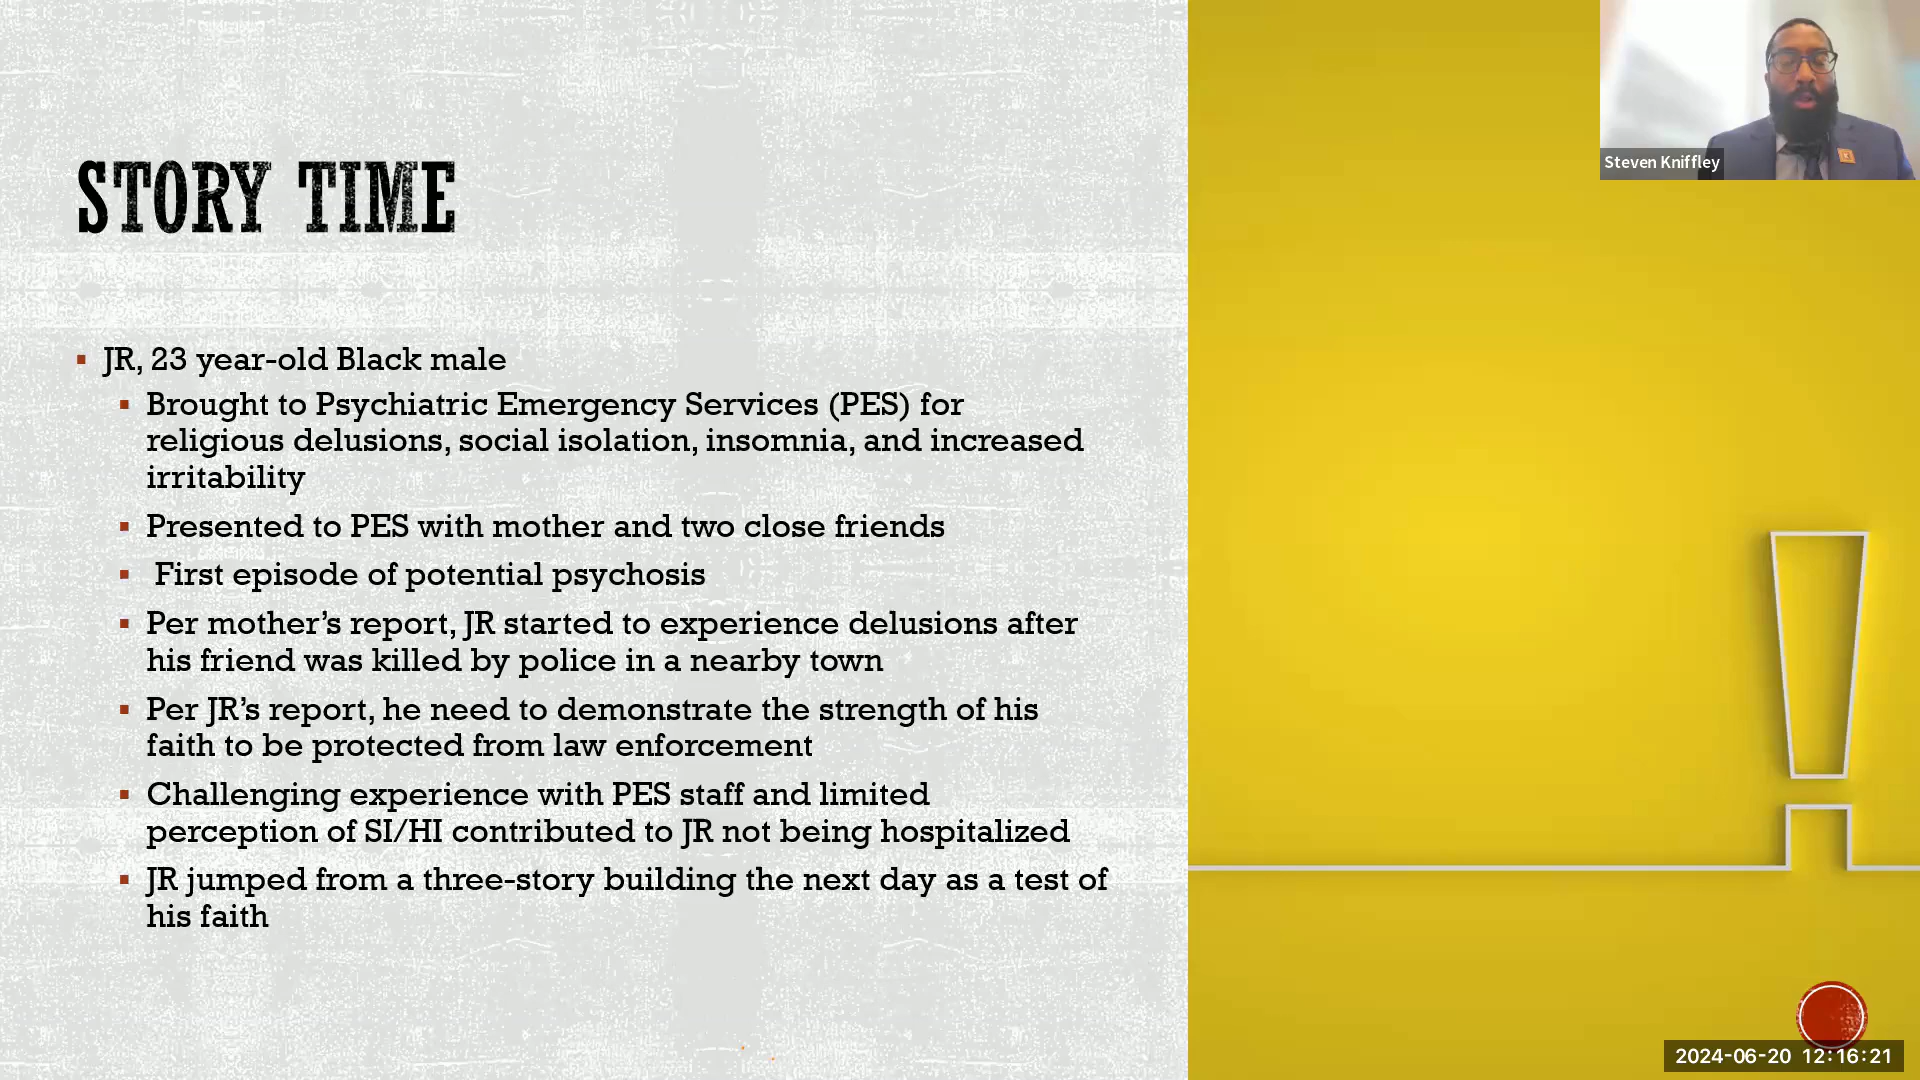 Steven Kniffley
STORY TIME
JR, 23 year-old Black male
Brought to Psychiatric Emergency Services (PES) for
religious delusions, social isolation, insomnia, and increased
irritability
Presented to PES with mother and two close friends
First episode of potential psychosis
Per mother’s report, JR started to experience delusions after
his friend was killed by police in a nearby town
Per JR’s report, he need to demonstrate the strength of his
faith to be protected from law enforcement
Challenging experience with PES staff and limited
perception of SI/HI contributed to JR not being hospitalized
JR jumped from a three-story building the next day as a test of
his faith
2024-06-20 12:16:21